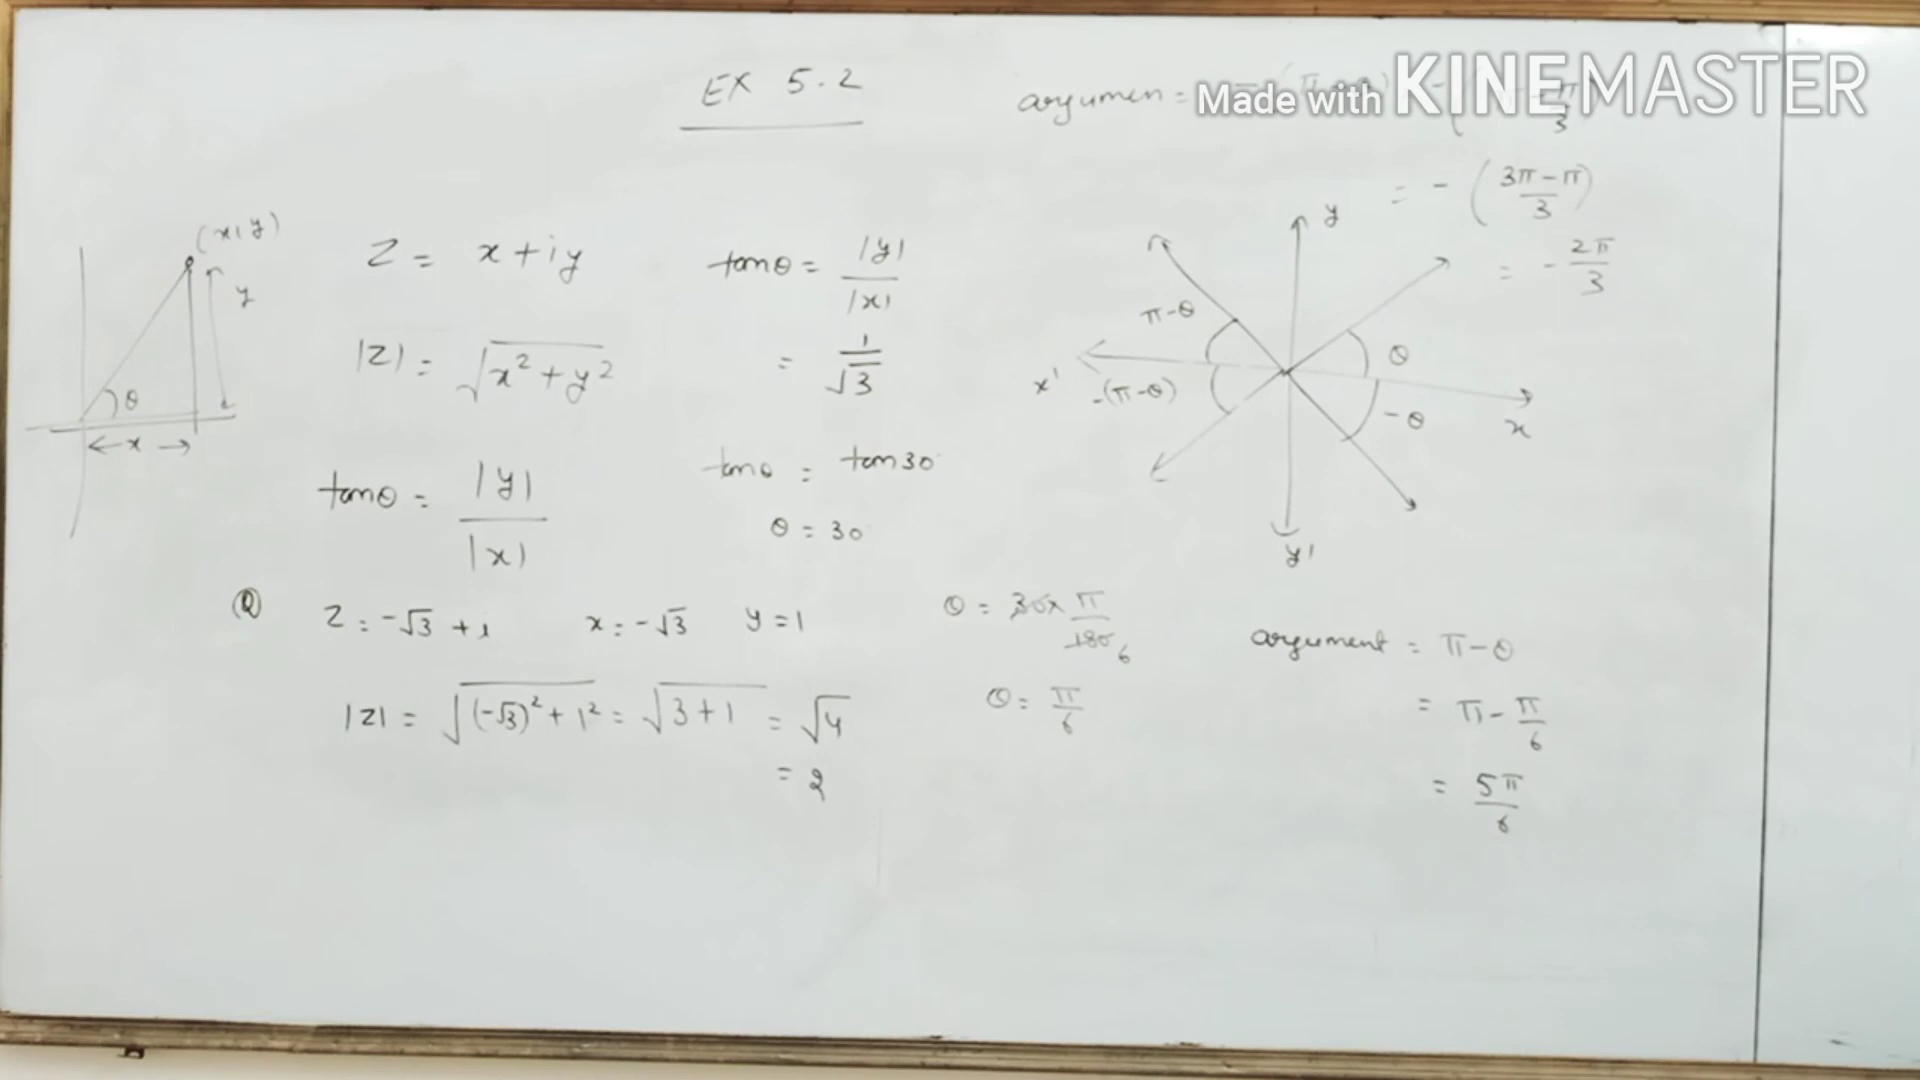 EX 5.2
argumen =
Made with KINEMASTER
π
3
= - (3π-π/3)
= - 2π/3
(x,y)
y
θ
x
Z = x+iy
|Z| = √x²+y²
tanθ = |y|/|x|
tanθ = |y|/|x|
= 1/√3
tanθ = tan30
θ = 30
y
π-θ
θ
x'
-(π-θ)
-θ
x
y'
Q
Z = -√3 + i x = -√3 y = 1
|Z| = √(-√3)²+1² = √3+1 = √4
= 2
θ = 30 x π/180 6
θ = π/6
argument = π-θ
= π-π/6
= 5π/6